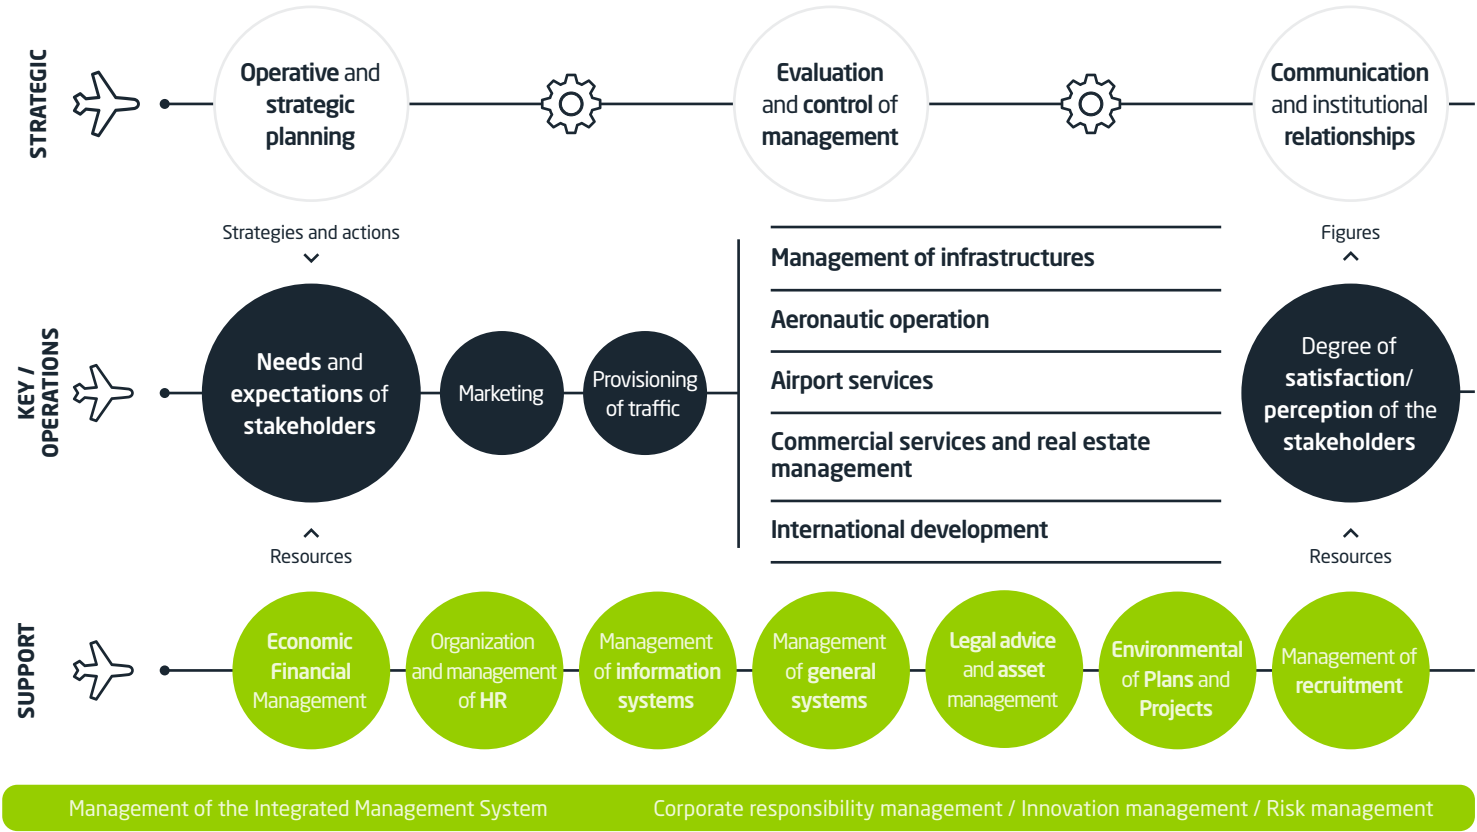 STRATEGIC
Operative and
strategic
planning
Evaluation
and control of
management
Communication
and institutional
relationships
Strategies and actions
Figures
KEY /
OPERATIONS
Needs and
expectations of
stakeholders
Marketing
Provisioning
of traffic
Management of infrastructures
Aeronautic operation
Airport services
Commercial services and real estate
management
International development
Degree of
satisfaction/
perception of the
stakeholders
Resources
Resources
SUPPORT
Economic
Financial
Management
Organization
and management
of HR
Management
of information
systems
Management
of general
systems
Legal advice
and asset
management
Environmental
of Plans and
Projects
Management of
recruitment
Management of the Integrated Management System
Corporate responsibility management / Innovation management / Risk management